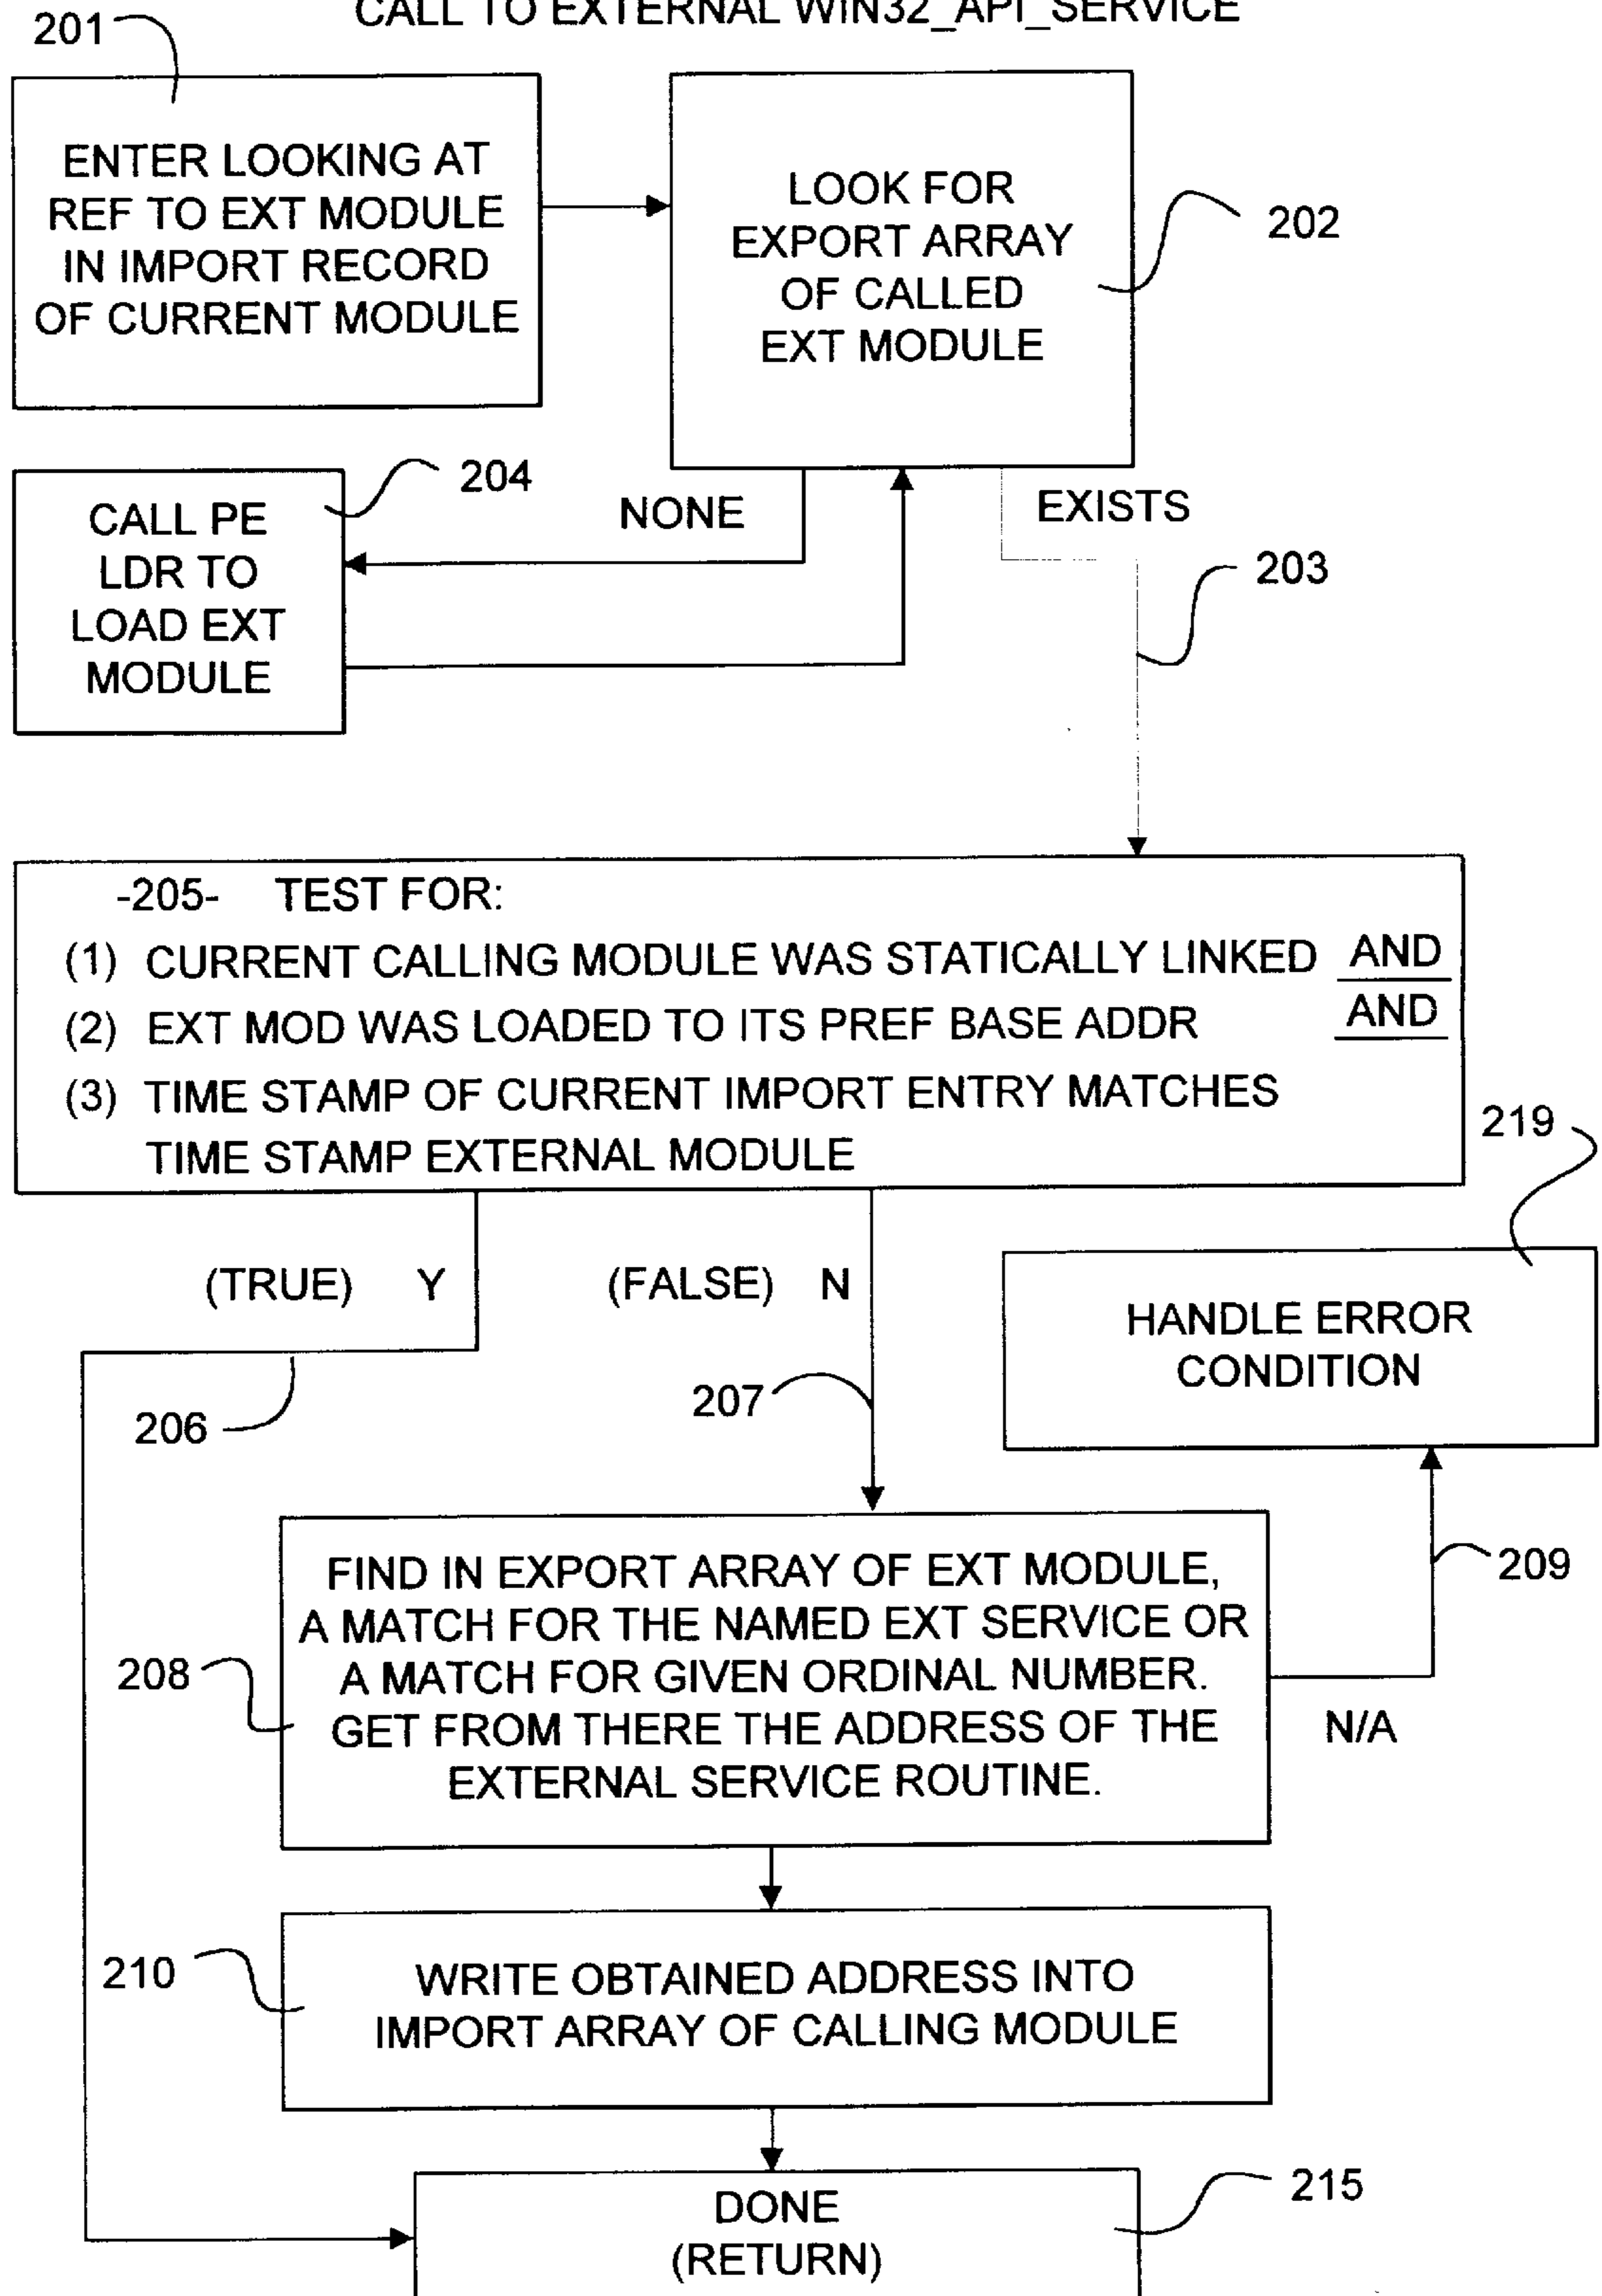 CALL TO EXTERNAL WIN32_API_SERVICE
201
ENTER LOOKING AT
REF TO EXT MODULE
IN IMPORT RECORD
OF CURRENT MODULE
LOOK FOR
EXPORT ARRAY
OF CALLED
EXT MODULE
202
204
CALL PE
LDR TO
LOAD EXT
MODULE
NONE
EXISTS
203
-205- TEST FOR:
(1) CURRENT CALLING MODULE WAS STATICALLY LINKED AND
(2) EXT MOD WAS LOADED TO ITS PREF BASE ADDR AND
(3) TIME STAMP OF CURRENT IMPORT ENTRY MATCHES
TIME STAMP EXTERNAL MODULE
219
(TRUE) Y
(FALSE) N
HANDLE ERROR
CONDITION
206
207
209
FIND IN EXPORT ARRAY OF EXT MODULE,
A MATCH FOR THE NAMED EXT SERVICE OR
A MATCH FOR GIVEN ORDINAL NUMBER.
GET FROM THERE THE ADDRESS OF THE
EXTERNAL SERVICE ROUTINE.
208
N/A
210
WRITE OBTAINED ADDRESS INTO
IMPORT ARRAY OF CALLING MODULE
215
DONE
(RETURN)